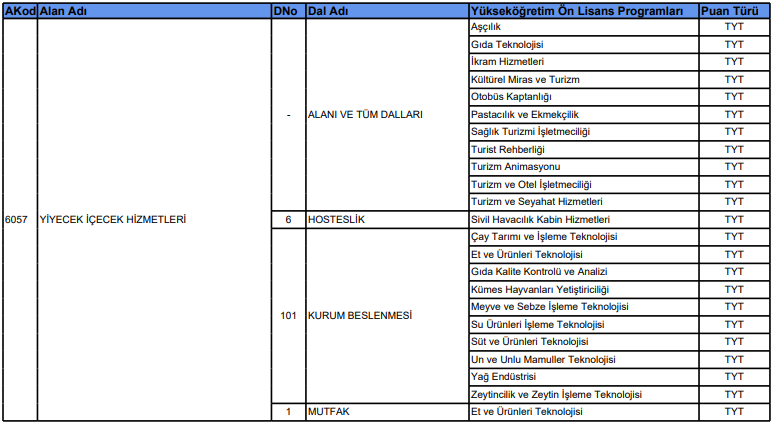 AKod Alan Adı DNo Dal Adı Yükseköğretim Ön Lisans Programları Puan Türü
Aşçılık TYT
Gıda Teknolojisi TYT
İkram Hizmetleri TYT
Kültürel Miras ve Turizm TYT
Otobüs Kaptanlığı TYT
- ALANI VE TÜM DALLARI Pastacılık ve Ekmekçilik TYT
Sağlık Turizmi İşletmeciliği TYT
Turist Rehberliği TYT
Turizm Animasyonu TYT
Turizm ve Otel İşletmeciliği TYT
Turizm ve Seyahat Hizmetleri TYT
6057 YİYECEK İÇECEK HİZMETLERİ 6 HOSTESLİK Sivil Havacılık Kabin Hizmetleri TYT
Çay Tarımı ve İşleme Teknolojisi TYT
Et ve Ürünleri Teknolojisi TYT
Gıda Kalite Kontrolü ve Analizi TYT
Kümes Hayvanları Yetiştiriciliği TYT
101 KURUM BESLENMESİ Meyve ve Sebze İşleme Teknolojisi TYT
Su Ürünleri İşleme Teknolojisi TYT
Süt ve Ürünleri Teknolojisi TYT
Un ve Unlu Mamuller Teknolojisi TYT
Yağ Endüstrisi TYT
Zeytincilik ve Zeytin İşleme Teknolojisi TYT
1 MUTFAK Et ve Ürünleri Teknolojisi TYT